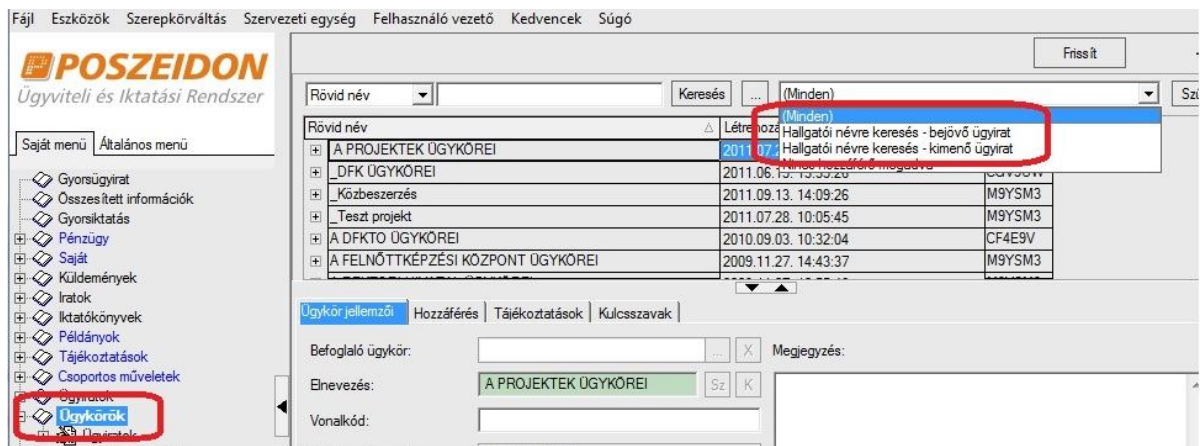 Fájl Eszközök Szerepkörváltás Szervezeti egység Felhasználó vezető Kedvencek Súgó
POSZEIDON
Ügyviteli és Iktatási Rendszer
Saját menü Általános menü
Gyorsügyirat
Összesített információk
Gyorsiktatás
Pénzügy
Saját
Küldemények
Iratok
Iktatókönyvek
Példányok
Tájékoztatások
Csoportos műveletek
Ügyiratok
Ügykörök
Ügyiratok
Frissít
Rövid név Keresés ... (Minden)
(Minden)
Hallgatói névre keresés - bejövő ügyirat
Hallgatói névre keresés - kimenő ügyirat
Rövid név
A PROJEKTEK ÜGYKÖREI
_DFK ÜGYKÖREI
_Közbeszerzés 2011.09.13. 14:09:26 M9YSM3
_Teszt projekt 2011.07.28. 10:05:45 M9YSM3
A DFKTO ÜGYKÖREI 2010.09.03. 10:32:04 CF4E9V
A FELNŐTTKÉPZÉSI KÖZPONT ÜGYKÖREI 2009.11.27. 14:43:37 M9YSM3
Ügykör jellemzői Hozzáférés Tájékoztatások Kulcsszavak
Befoglaló ügykör: ... X Megjegyzés:
Elnevezés: A PROJEKTEK ÜGYKÖREI Sz K
Vonalkód: